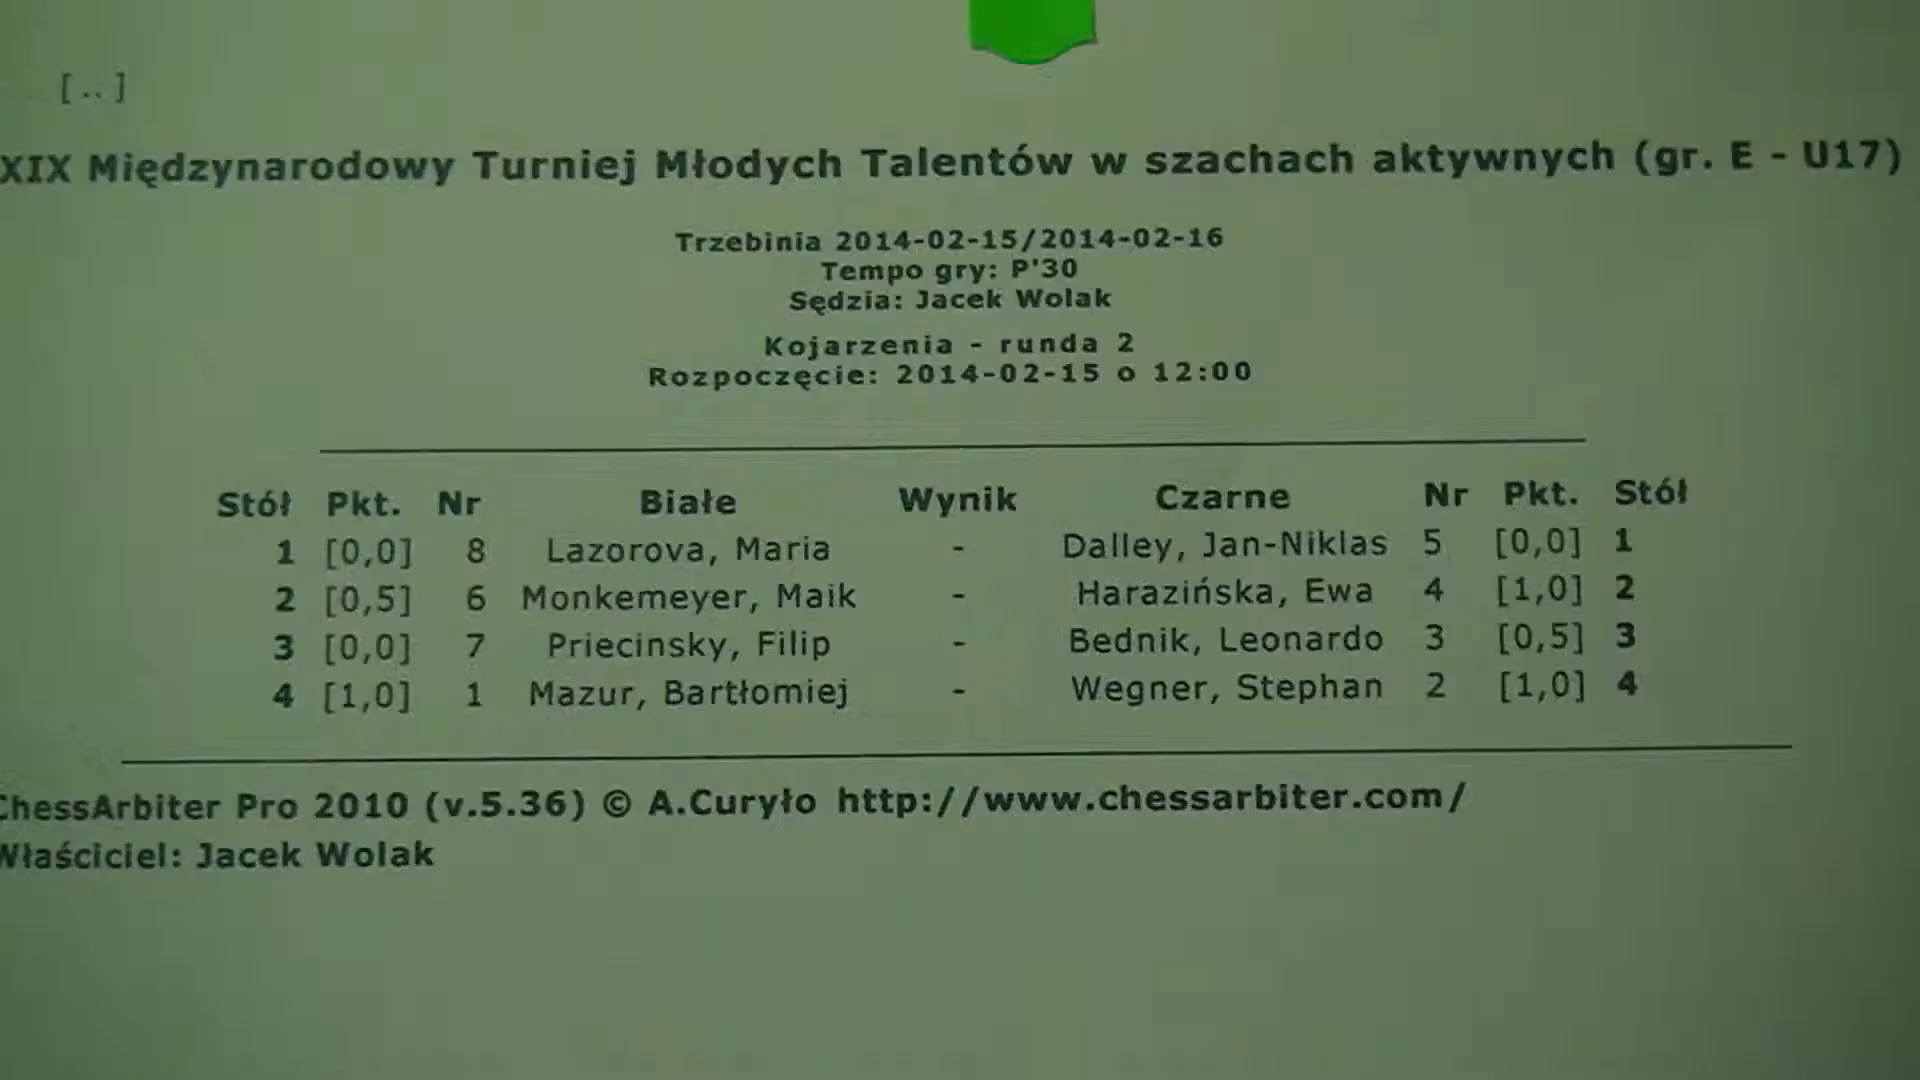 [..]
XIX Międzynarodowy Turniej Młodych Talentów w szachach aktywnych (gr. E - U17)
Trzebinia 2014-02-15/2014-02-16
Tempo gry: P'30
Sędzia: Jacek Wolak
Kojarzenia - runda 2
Rozpoczęcie: 2014-02-15 o 12:00
Stół Pkt. Nr Białe Wynik Czarne Nr Pkt. Stół
1 [0,0] 8 Lazorova, Maria - Dalley, Jan-Niklas 5 [0,0] 1
2 [0,5] 6 Monkemeyer, Maik - Harazińska, Ewa 4 [1,0] 2
3 [0,0] 7 Priecinsky, Filip - Bednik, Leonardo 3 [0,5] 3
4 [1,0] 1 Mazur, Bartłomiej - Wegner, Stephan 2 [1,0] 4
ChessArbiter Pro 2010 (v.5.36) © A.Curyło http://www.chessarbiter.com/
Właściciel: Jacek Wolak